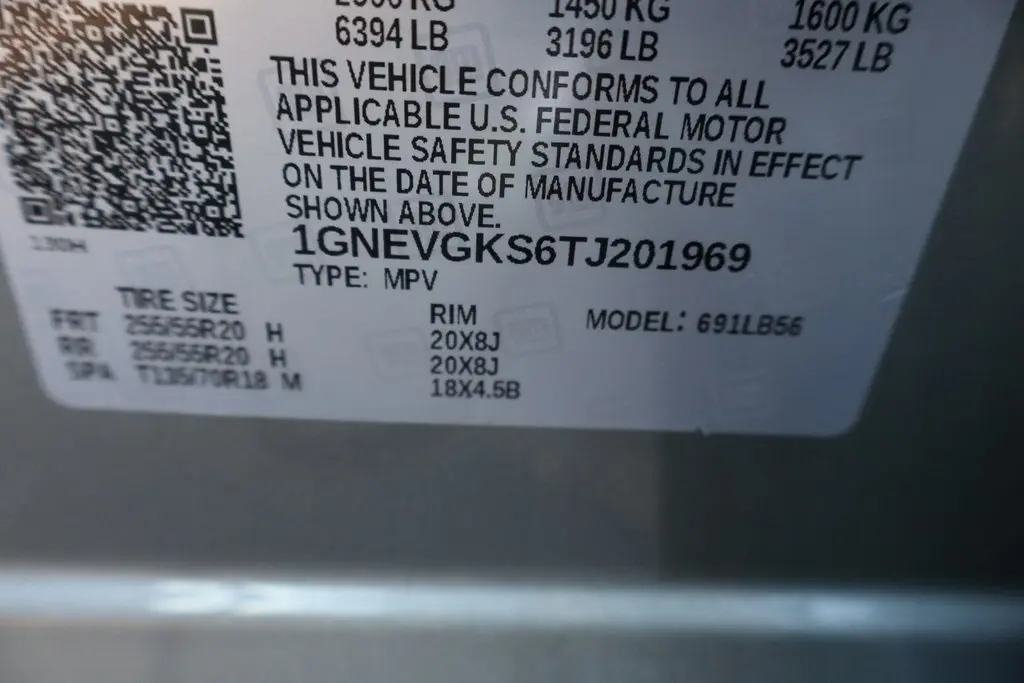 6394 LB 3196 LB 3527 LB
1450 KG 1600 KG
THIS VEHICLE CONFORMS TO ALL
APPLICABLE U.S. FEDERAL MOTOR
VEHICLE SAFETY STANDARDS IN EFFECT
ON THE DATE OF MANUFACTURE
SHOWN ABOVE.
1GNEVGKS6TJ201969
TYPE: MPV
TIRE SIZE RIM MODEL: 691LB56
FRT 255/55R20 H 20X8J
RR 255/55R20 H 20X8J
SPA T135/70R18 M 18X4.5B